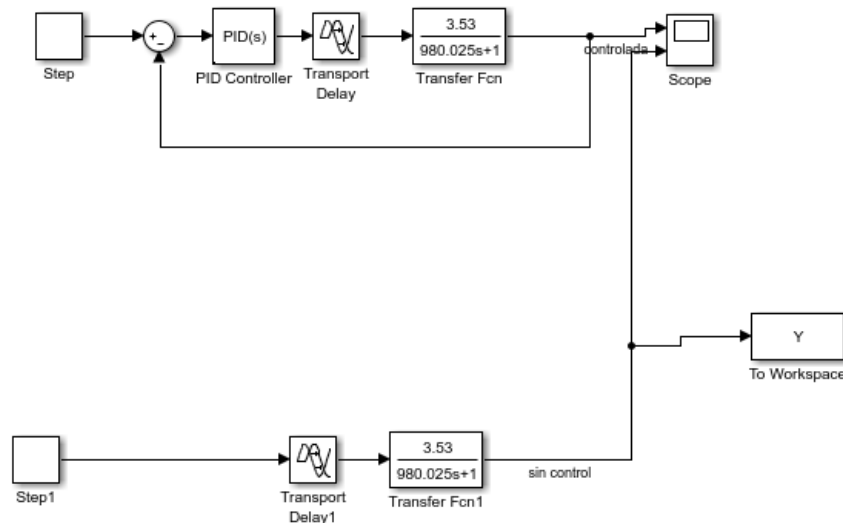 Step
+
−
PID(s)
PID Controller
Transport
Delay
3.53
980.025s+1
Transfer Fcn
controlada
Scope
Y
To Workspace
Step1
Transport
Delay1
3.53
980.025s+1
Transfer Fcn1
sin control